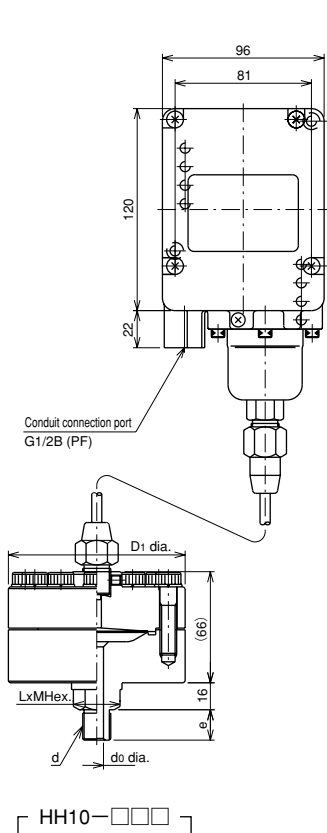 96
81
120
22
Conduit connection port
G1/2B (PF)
D1 dia.
(66)
LxMHex.
16
e
d
d0 dia.
HH10−□□□